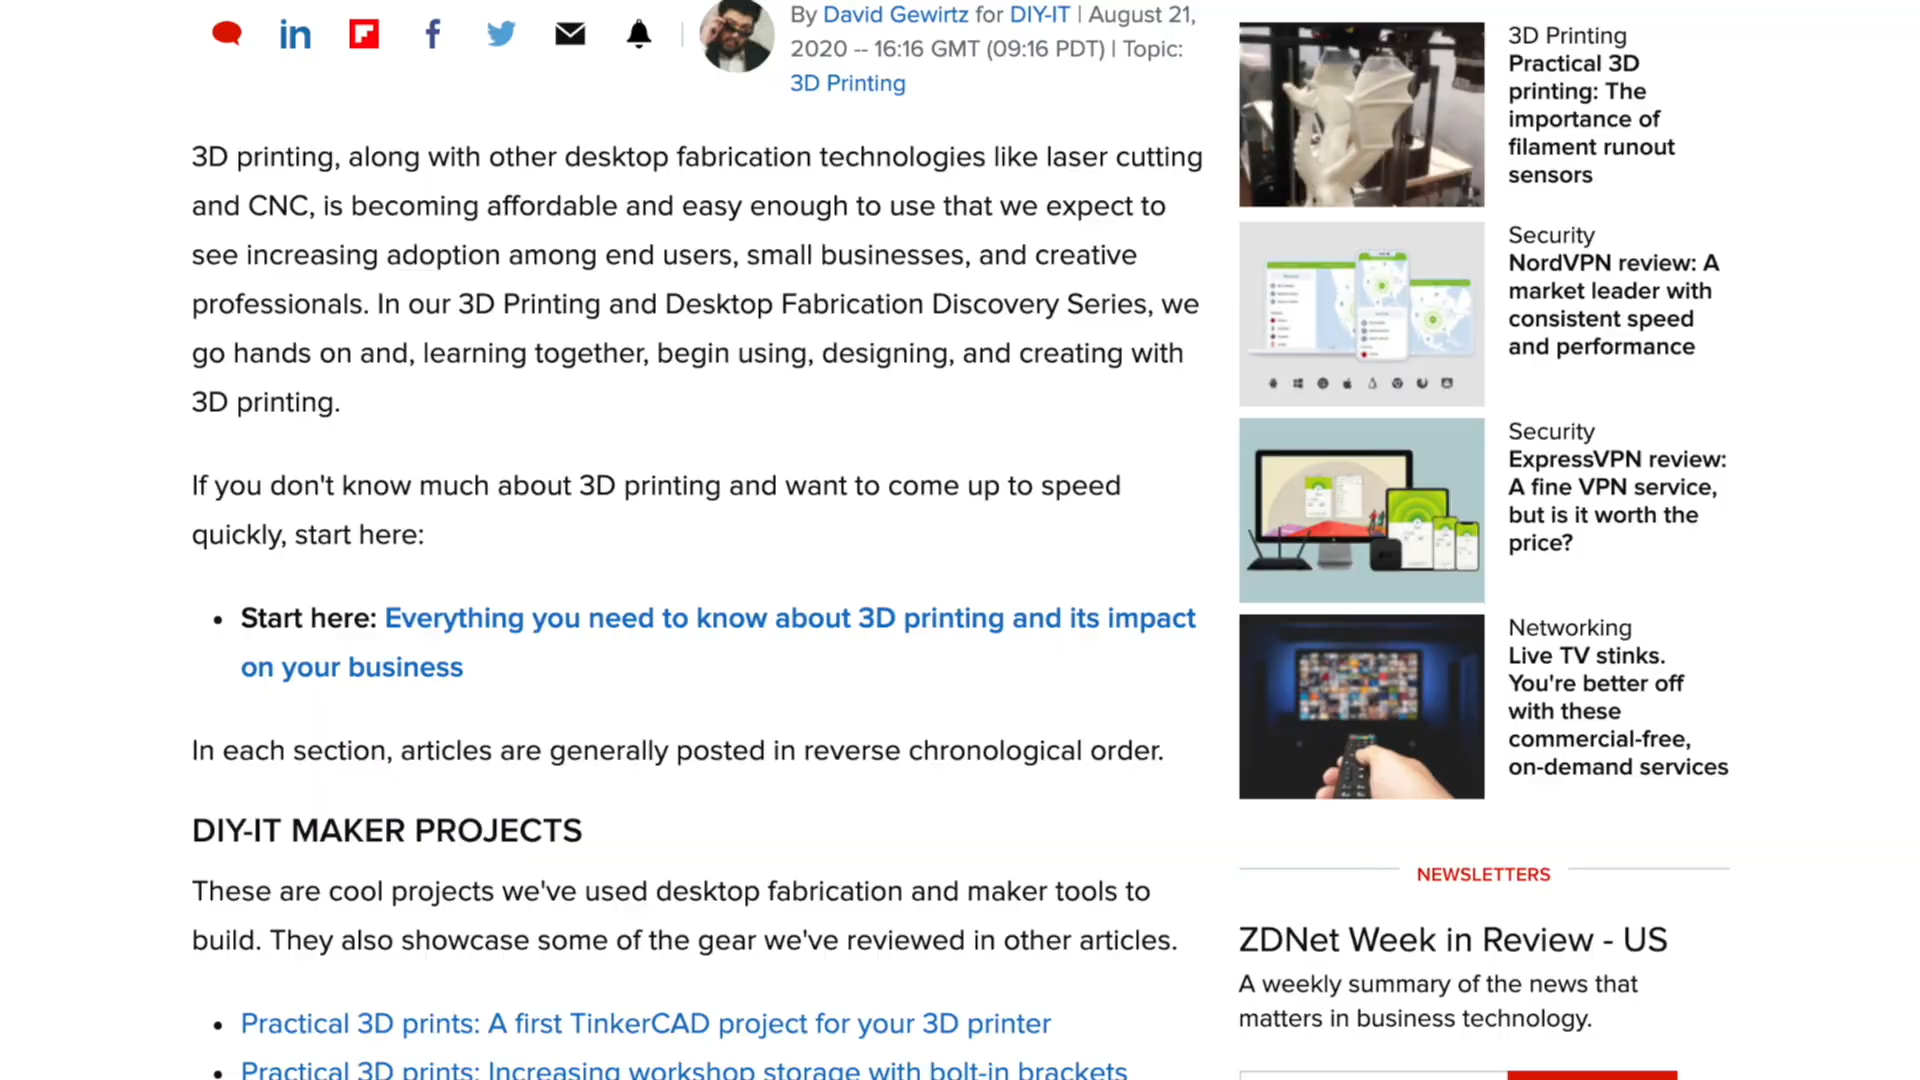 By David Gewirtz for DIY-IT | August 21,
2020 -- 16:16 GMT (09:16 PDT) | Topic:
3D Printing
3D printing, along with other desktop fabrication technologies like laser cutting
and CNC, is becoming affordable and easy enough to use that we expect to
see increasing adoption among end users, small businesses, and creative
professionals. In our 3D Printing and Desktop Fabrication Discovery Series, we
go hands on and, learning together, begin using, designing, and creating with
3D printing.
If you don't know much about 3D printing and want to come up to speed
quickly, start here:
• Start here: Everything you need to know about 3D printing and its impact
on your business
In each section, articles are generally posted in reverse chronological order.
DIY-IT MAKER PROJECTS
These are cool projects we've used desktop fabrication and maker tools to
build. They also showcase some of the gear we've reviewed in other articles.
• Practical 3D prints: A first TinkerCAD project for your 3D printer
• Practical 3D prints: Increasing workshop storage with bolt-in brackets
3D Printing
Practical 3D
printing: The
importance of
filament runout
sensors
Security
NordVPN review: A
market leader with
consistent speed
and performance
Security
ExpressVPN review:
A fine VPN service,
but is it worth the
price?
Networking
Live TV stinks.
You're better off
with these
commercial-free,
on-demand services
NEWSLETTERS
ZDNet Week in Review - US
A weekly summary of the news that
matters in business technology.